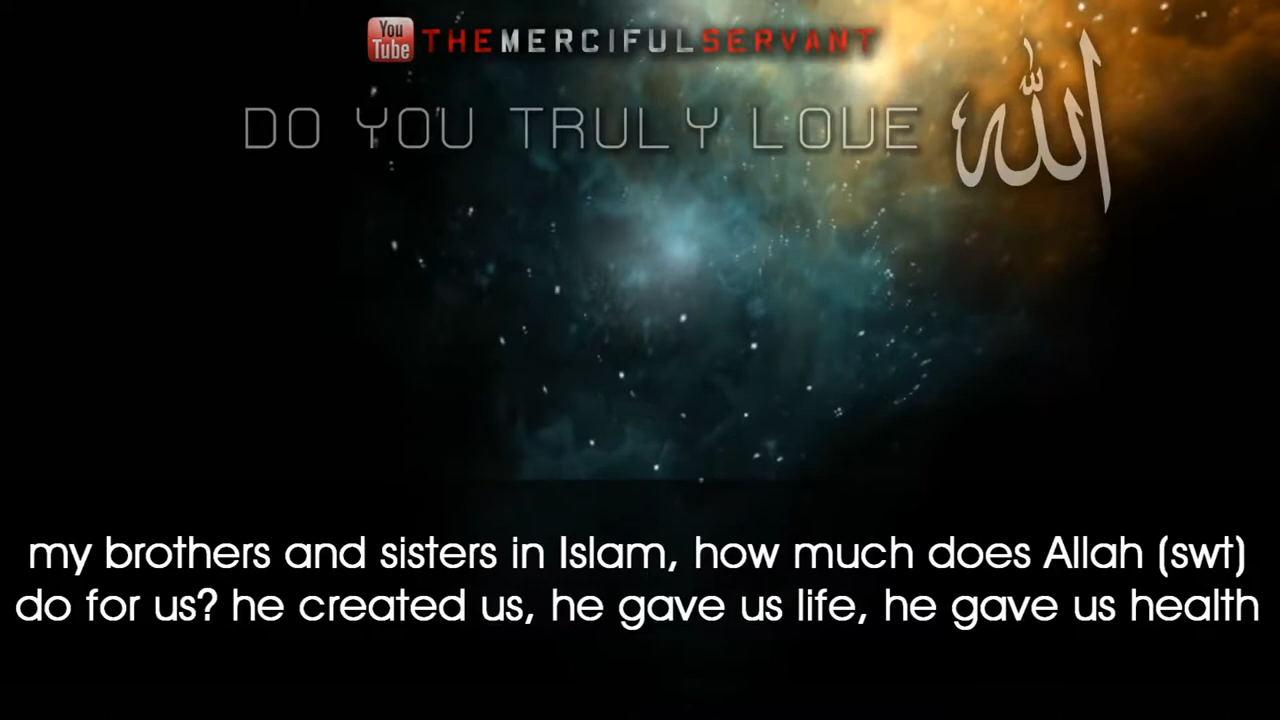 You Tube THEMERCIFULSERVANT
DO YOU TRULY LOVE الله
my brothers and sisters in Islam, how much does Allah (swt)
do for us? he created us, he gave us life, he gave us health